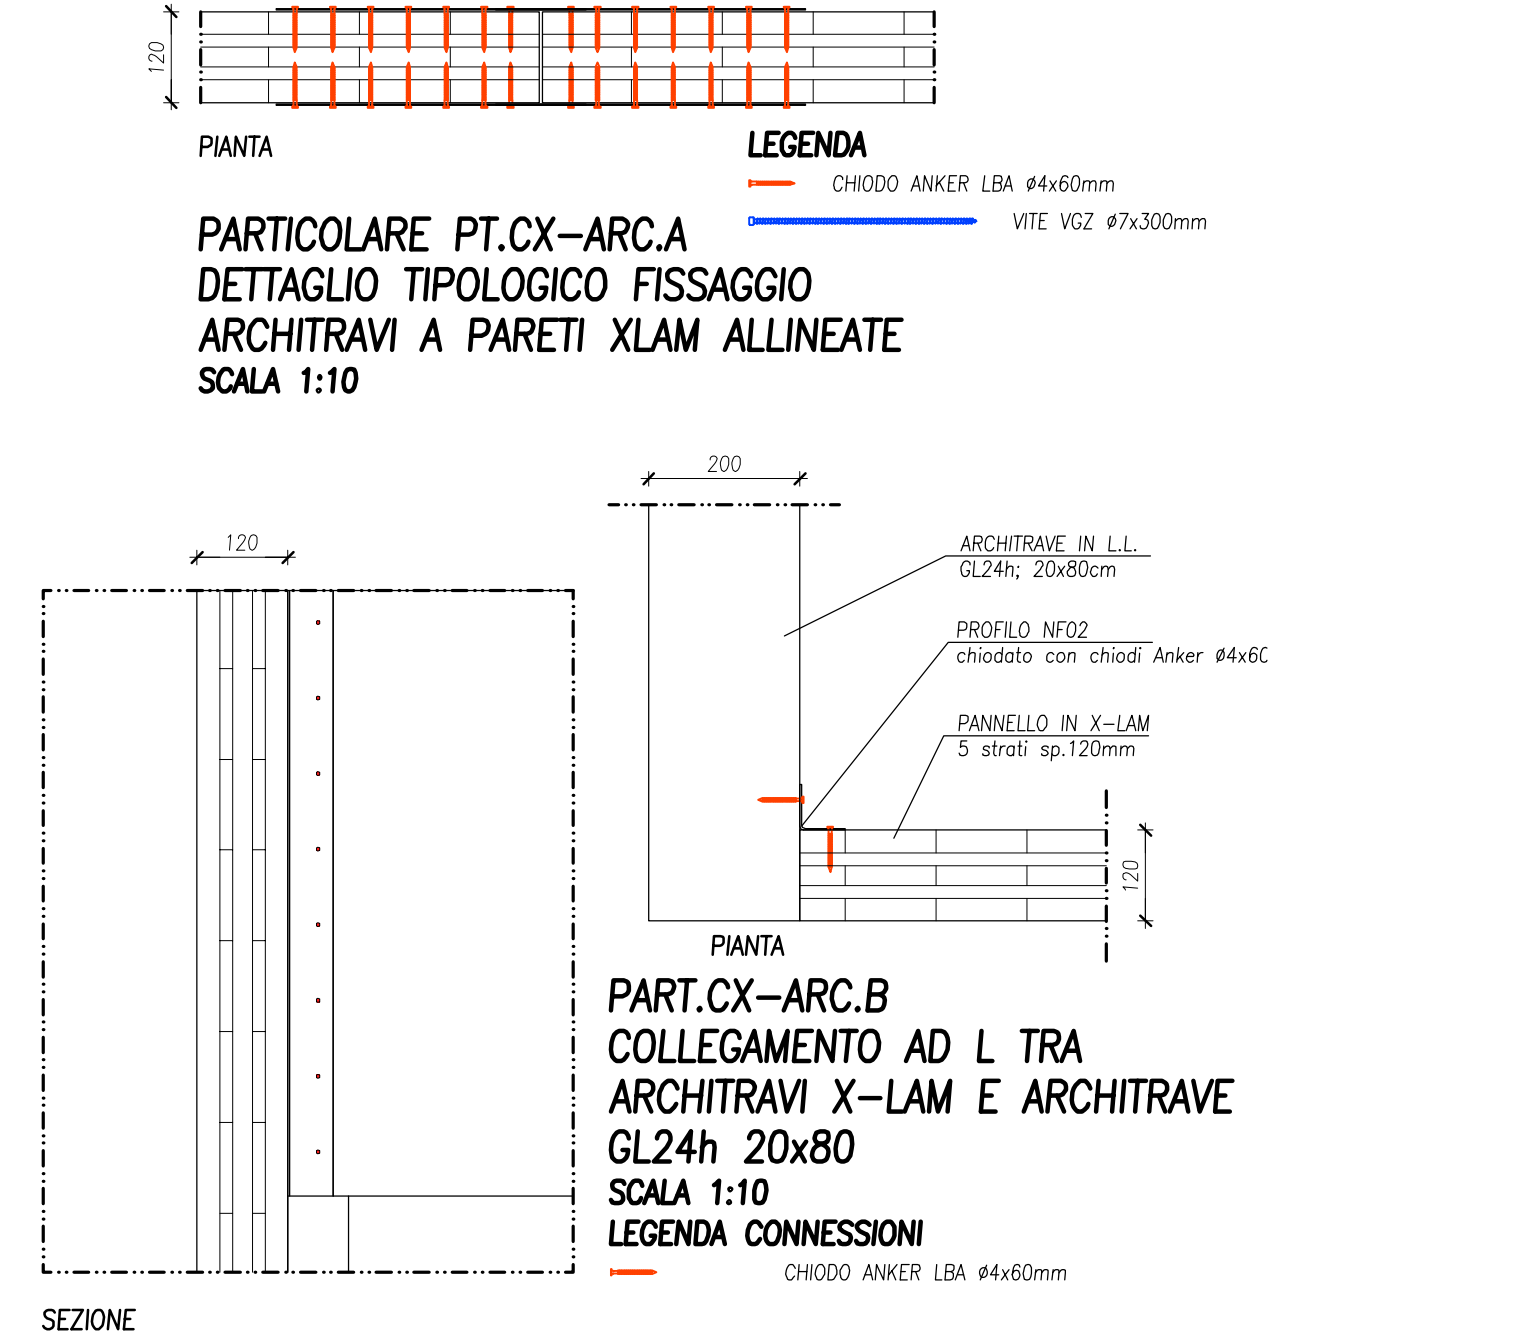 120
PIANTA
LEGENDA
CHIODO ANKER LBA Ø4x60mm
VITE VGZ Ø7x300mm
PARTICOLARE PT.CX-ARC.A
DETTAGLIO TIPOLOGICO FISSAGGIO
ARCHITRAVI A PARETI XLAM ALLINEATE
SCALA 1:10
200
120
ARCHITRAVE IN L.L.
GL24h; 20x80cm
PROFILO NF02
chiodato con chiodi Anker Ø4x60
PANNELLO IN X-LAM
5 strati sp.120mm
120
PIANTA
PART.CX-ARC.B
COLLEGAMENTO AD L TRA
ARCHITRAVI X-LAM E ARCHITRAVE
GL24h 20x80
SCALA 1:10
LEGENDA CONNESSIONI
CHIODO ANKER LBA Ø4x60mm
SEZIONE